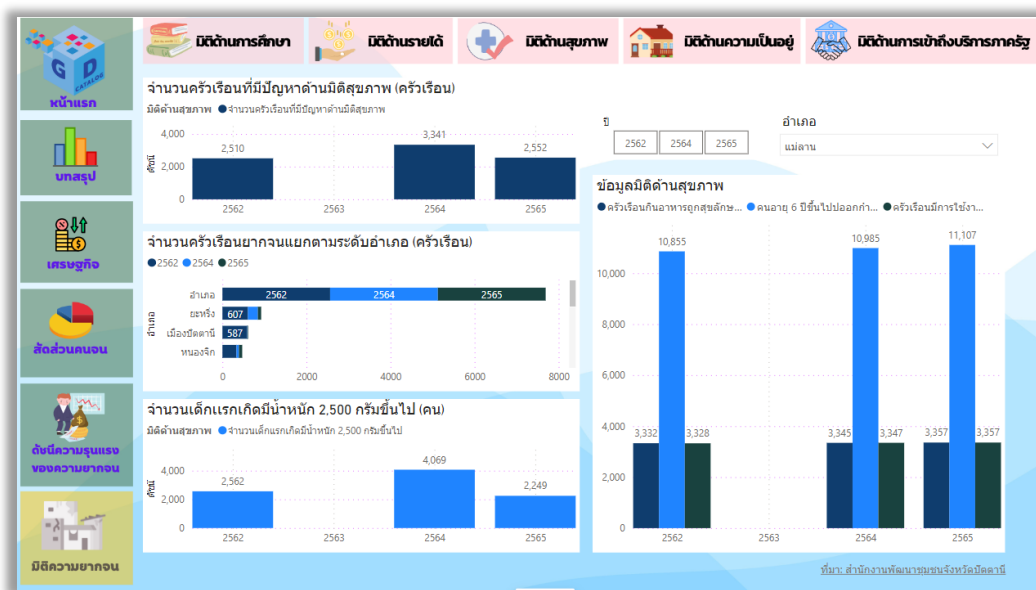 มิติด้านการศึกษา
มิติด้านรายได้
มิติด้านสุขภาพ
มิติด้านความเป็นอยู่
มิติด้านการเข้าถึงบริการภาครัฐ
G D
CATALOG
หน้าแรก
บทสรุป
เศรษฐกิจ
สัดส่วนคนจน
ดัชนีความรุนแรง
ของความยากจน
มิติความยากจน
จำนวนครัวเรือนที่มีปัญหาด้านมิติสุขภาพ (ครัวเรือน)
มิติด้านสุขภาพ จำนวนครัวเรือนที่มีปัญหาด้านมิติสุขภาพ
ดัชนี
4,000
2,000
0
2,510
3,341
2,552
2562 2563 2564 2565
จำนวนครัวเรือนยากจนแยกตามระดับอำเภอ (ครัวเรือน)
2562 2564 2565
อำเภอ
อำเภอ 2562 2564 2565
ยะหริ่ง 607
เมืองปัตตานี 587
หนองจิก
0 2000 4000 6000 8000
จำนวนเด็กแรกเกิดมีน้ำหนัก 2,500 กรัมขึ้นไป (คน)
มิติด้านสุขภาพ จำนวนเด็กแรกเกิดมีน้ำหนัก 2,500 กรัมขึ้นไป
ดัชนี
4,000
2,000
0
2,562
4,069
2,249
2562 2563 2564 2565
ปี
2562 2564 2565
อำเภอ
แม่ลาน
ข้อมูลมิติด้านสุขภาพ
ครัวเรือนกินอาหารถูกสุขลักษ... คนอายุ 6 ปีขึ้นไปออกกำ... ครัวเรือนมีการใช้งา...
10,000
8,000
6,000
4,000
2,000
0
3,332 10,855 3,328
3,345 10,985 3,347
3,357 11,107 3,357
2562 2563 2564 2565
ที่มา: สำนักงานพัฒนาชุมชนจังหวัดปัตตานี